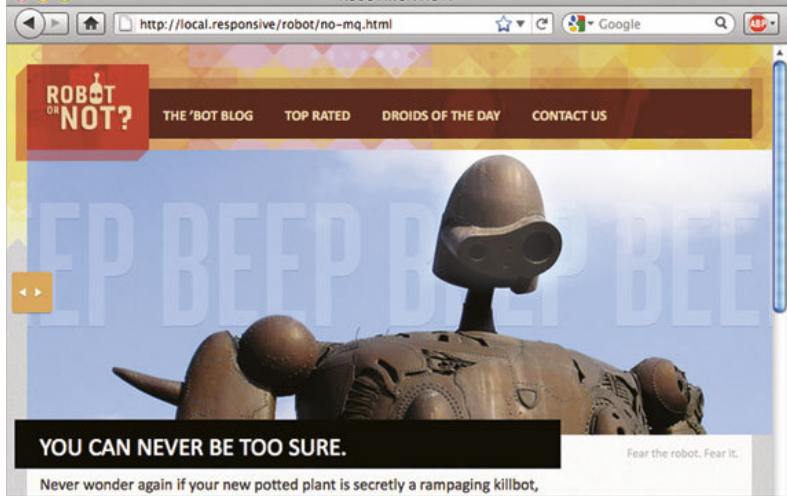 http://local.responsive/robot/no-mq.html
Google
ABP
ROBOT
OR NOT?
THE 'BOT BLOG TOP RATED DROIDS OF THE DAY CONTACT US
EP BEEP BEEP BEE
YOU CAN NEVER BE TOO SURE.
Fear the robot. Fear it.
Never wonder again if your new potted plant is secretly a rampaging killbot,